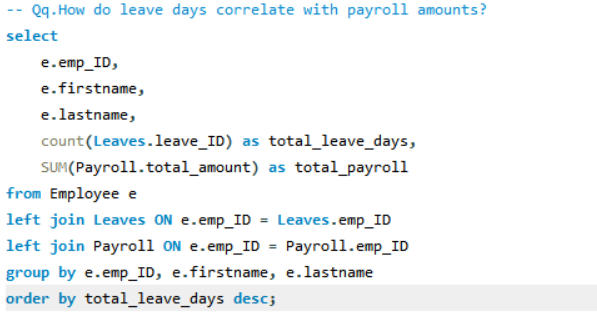 -- Qq.How do leave days correlate with payroll amounts?
select
    e.emp_ID,
    e.firstname,
    e.lastname,
    count(Leaves.leave_ID) as total_leave_days,
    SUM(Payroll.total_amount) as total_payroll
from Employee e
left join Leaves ON e.emp_ID = Leaves.emp_ID
left join Payroll ON e.emp_ID = Payroll.emp_ID
group by e.emp_ID, e.firstname, e.lastname
order by total_leave_days desc;